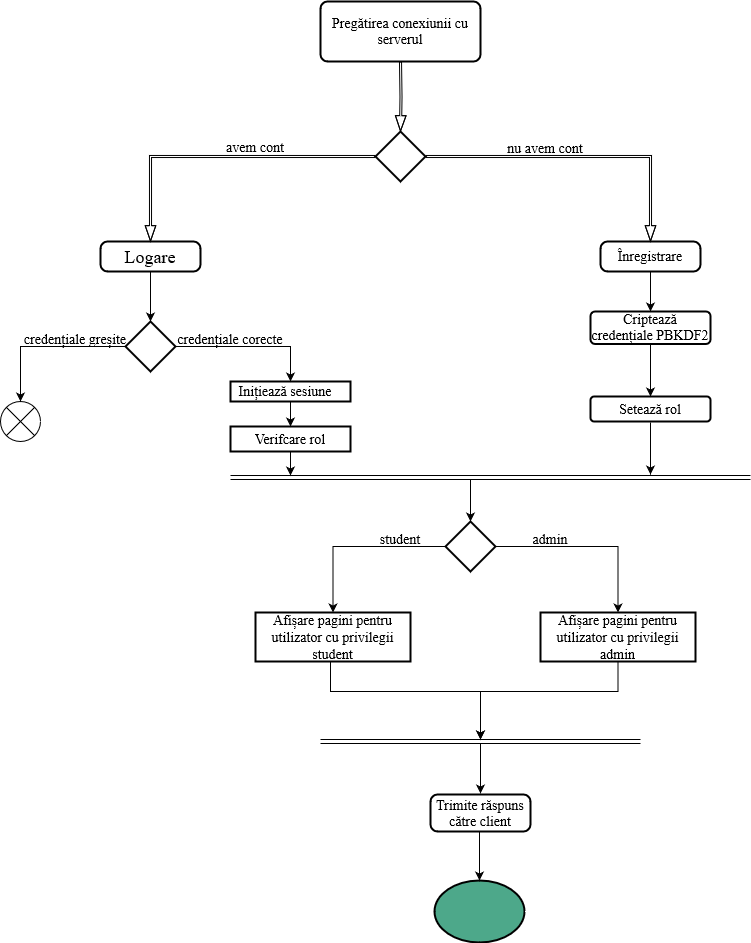 Pregătirea conexiunii cu
serverul
avem cont
nu avem cont
Logare
Înregistrare
credențiale greșite
credențiale corecte
Criptează
credențiale PBKDF2
Inițiează sesiune
Setează rol
Verifcare rol
student
admin
Afișare pagini pentru
utilizator cu privilegii
student
Afișare pagini pentru
utilizator cu privilegii
admin
Trimite răspuns
către client